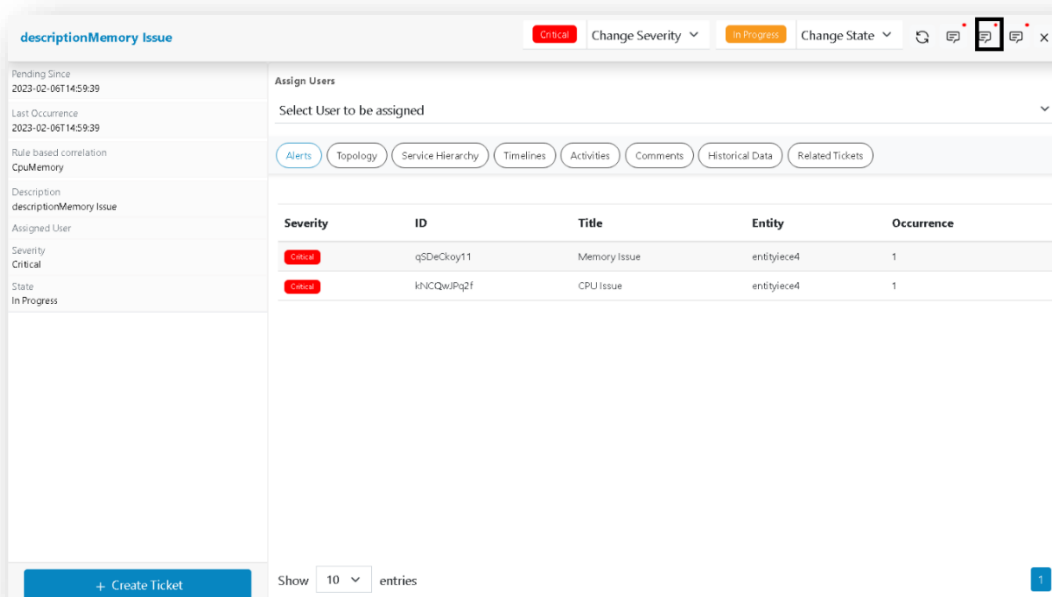 descriptionMemory Issue
Critical Change Severity In Progress Change State
Pending Since
2023-02-06T14:59:39
Last Occurrence
2023-02-06T14:59:39
Rule based correlation
CpuMemory
Description
descriptionMemory Issue
Assigned User
Severity
Critical
State
In Progress
+ Create Ticket
Assign Users
Select User to be assigned
Alerts Topology Service Hierarchy Timelines Activities Comments Historical Data Related Tickets
Severity ID Title Entity Occurrence
Critical qSDeCkoy11 Memory Issue entityiece4 1
Critical kNCQwJPq2f CPU Issue entityiece4 1
Show 10 entries
1